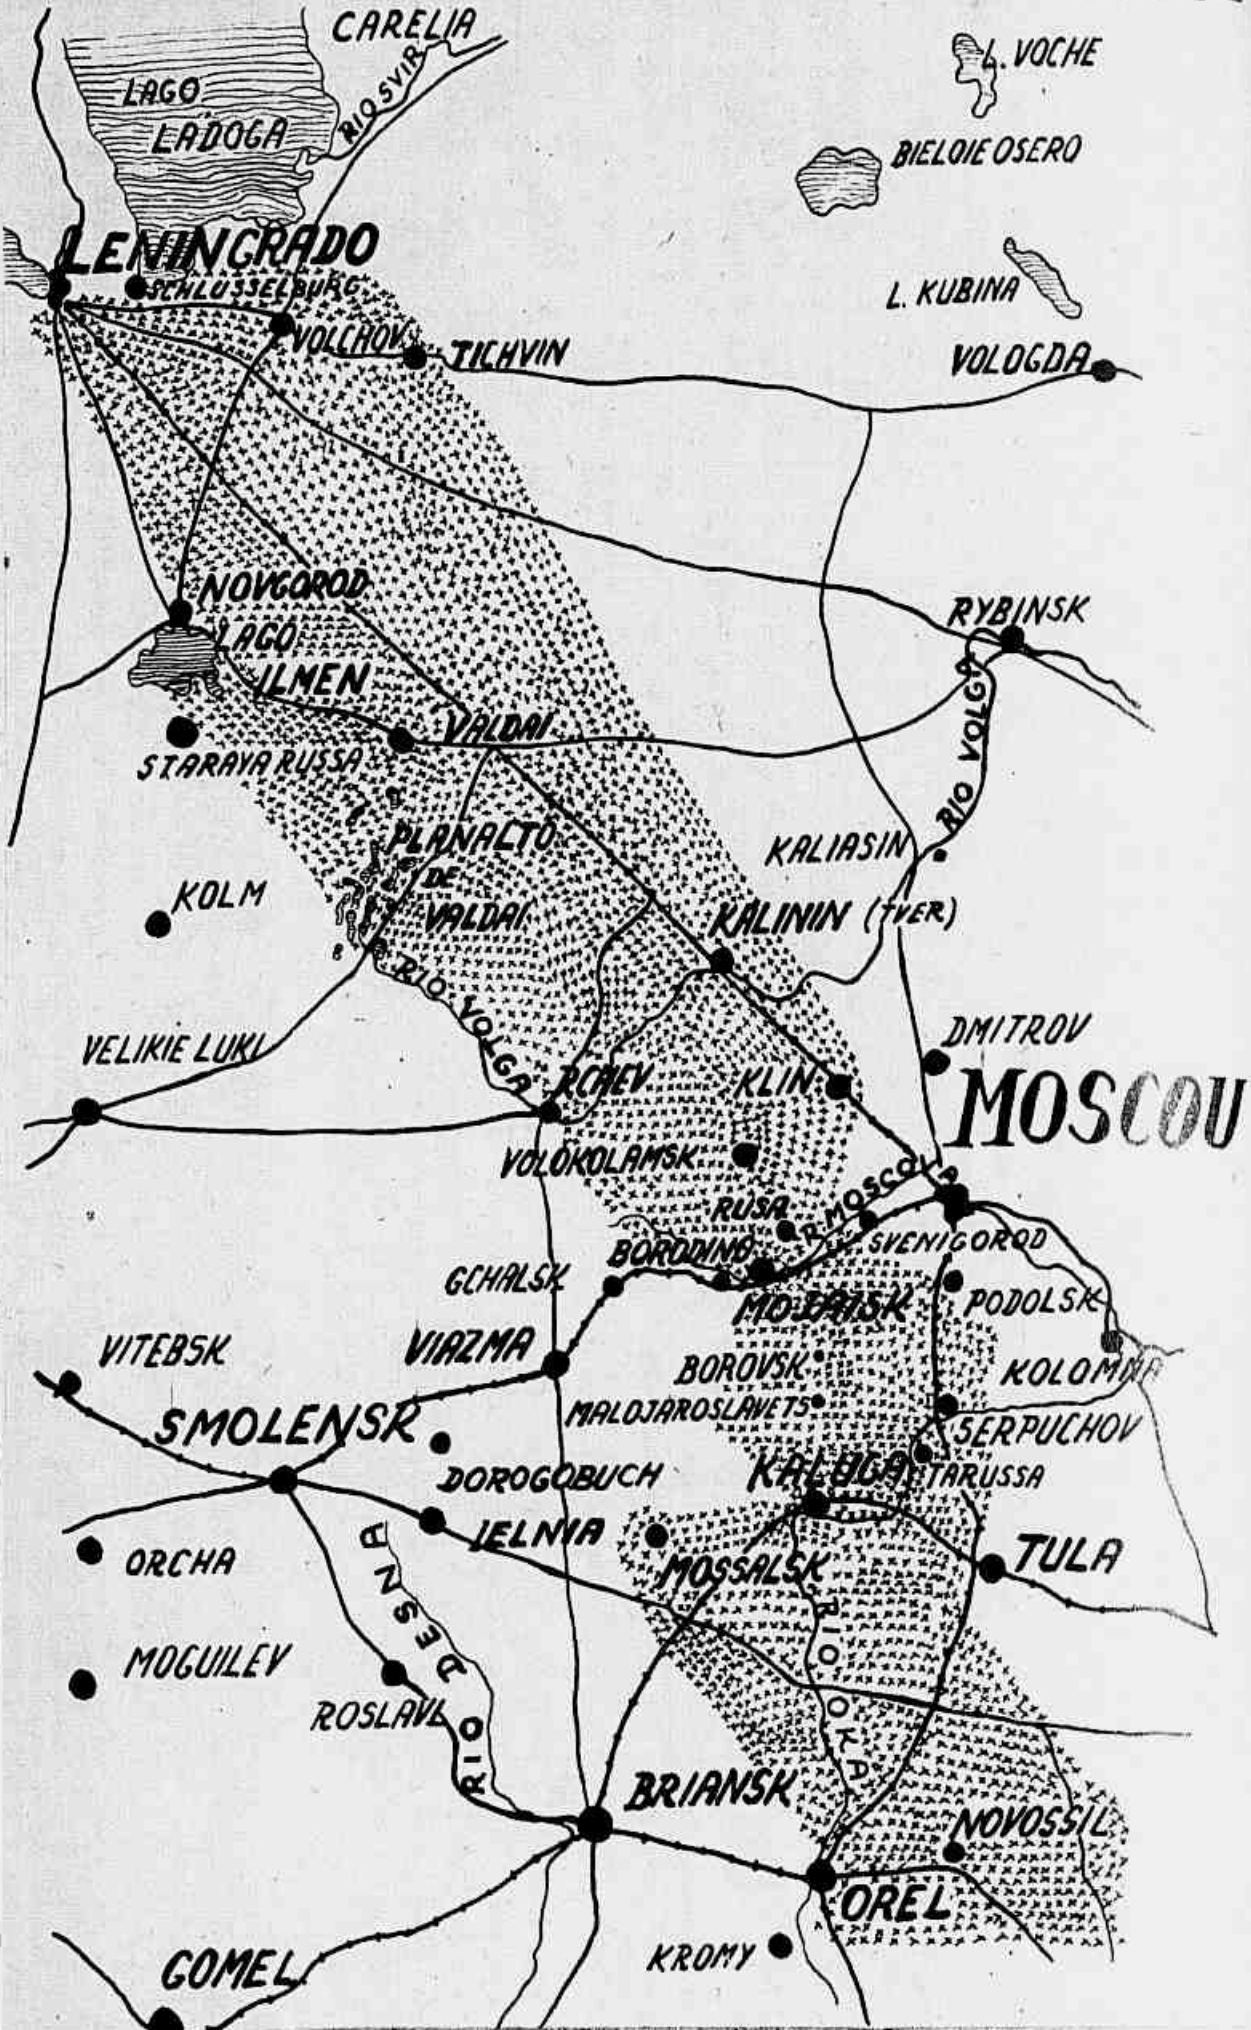 CARELIA
L. VOCHE
LAGO
LADOGA
RIO SVIR
BIELOIE OSERO
LENINGRADO
SCHLUSSELBURG
L. KUBINA
VOLCHOV
TICHVIN
VOLOGDA
NOVGOROD
LAGO
ILMEN
RYBINSK
RIO VOLGA
VALDAI
STARAYA RUSSA
PLANALTO
DE
VALDAI
KALIASIN
KOLM
KALININ (TVER)
RIO VOLGA
DMITROV
VELIKIE LUKI
RCHEV
KLIN
MOSCOU
VOLOKOLAMSK
R. MOSCOVA
RUSA
SVENIGOROD
BORODINO
GCHALSK
MOJAISK
PODOLSK
VITEBSK
VIAZMA
BOROVSK
KOLOMNA
MALOJAROSLAVETS
SMOLENSK
SERPUCHOV
DOROGOBUCH
KALUGA
TARUSSA
IELNIA
ORCHA
MOSSALSK
TULA
RIO DESNA
RIO OKA
MOGUILEV
ROSLAVL
BRIANSK
NOVOSSIL
OREL
KROMY
GOMEL